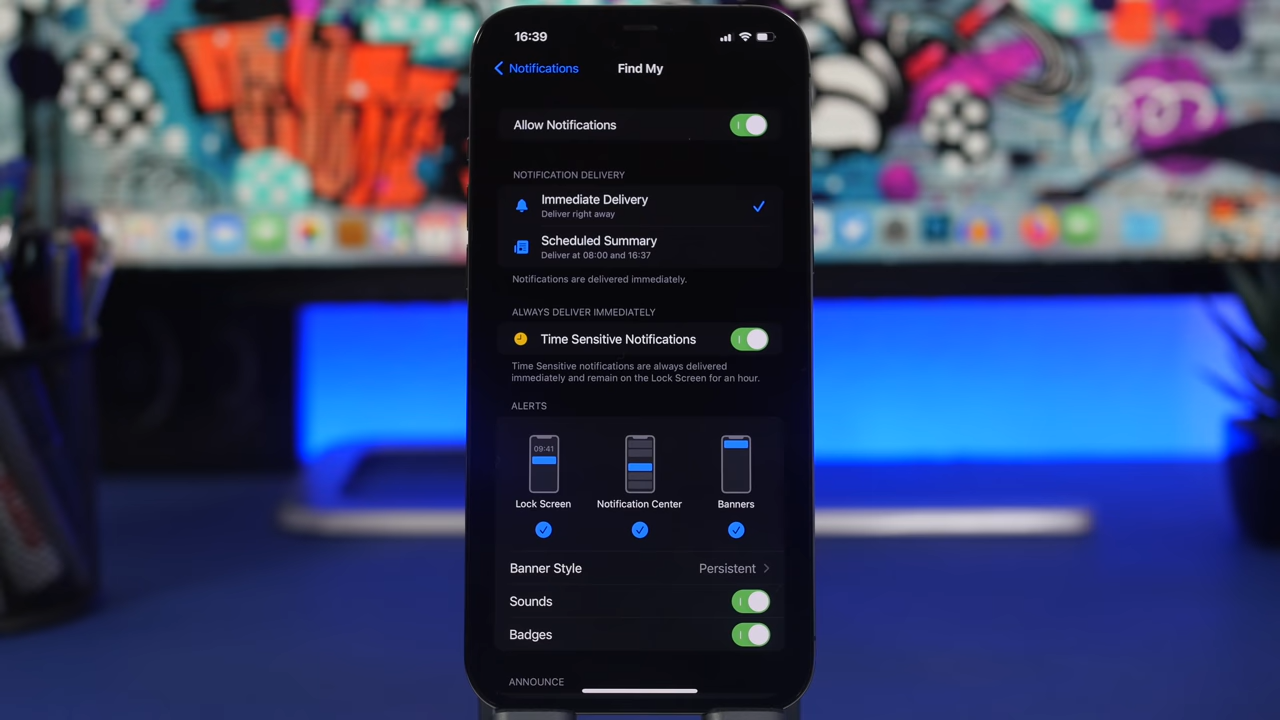 16:39
Notifications
Find My
Allow Notifications
NOTIFICATION DELIVERY
Immediate Delivery
Deliver right away
Scheduled Summary
Deliver at 08:00 and 16:37
Notifications are delivered immediately.
ALWAYS DELIVER IMMEDIATELY
Time Sensitive Notifications
Time Sensitive notifications are always delivered
immediately and remain on the Lock Screen for an hour.
ALERTS
09:41
Lock Screen
Notification Center
Banners
Banner Style
Persistent
Sounds
Badges
ANNOUNCE